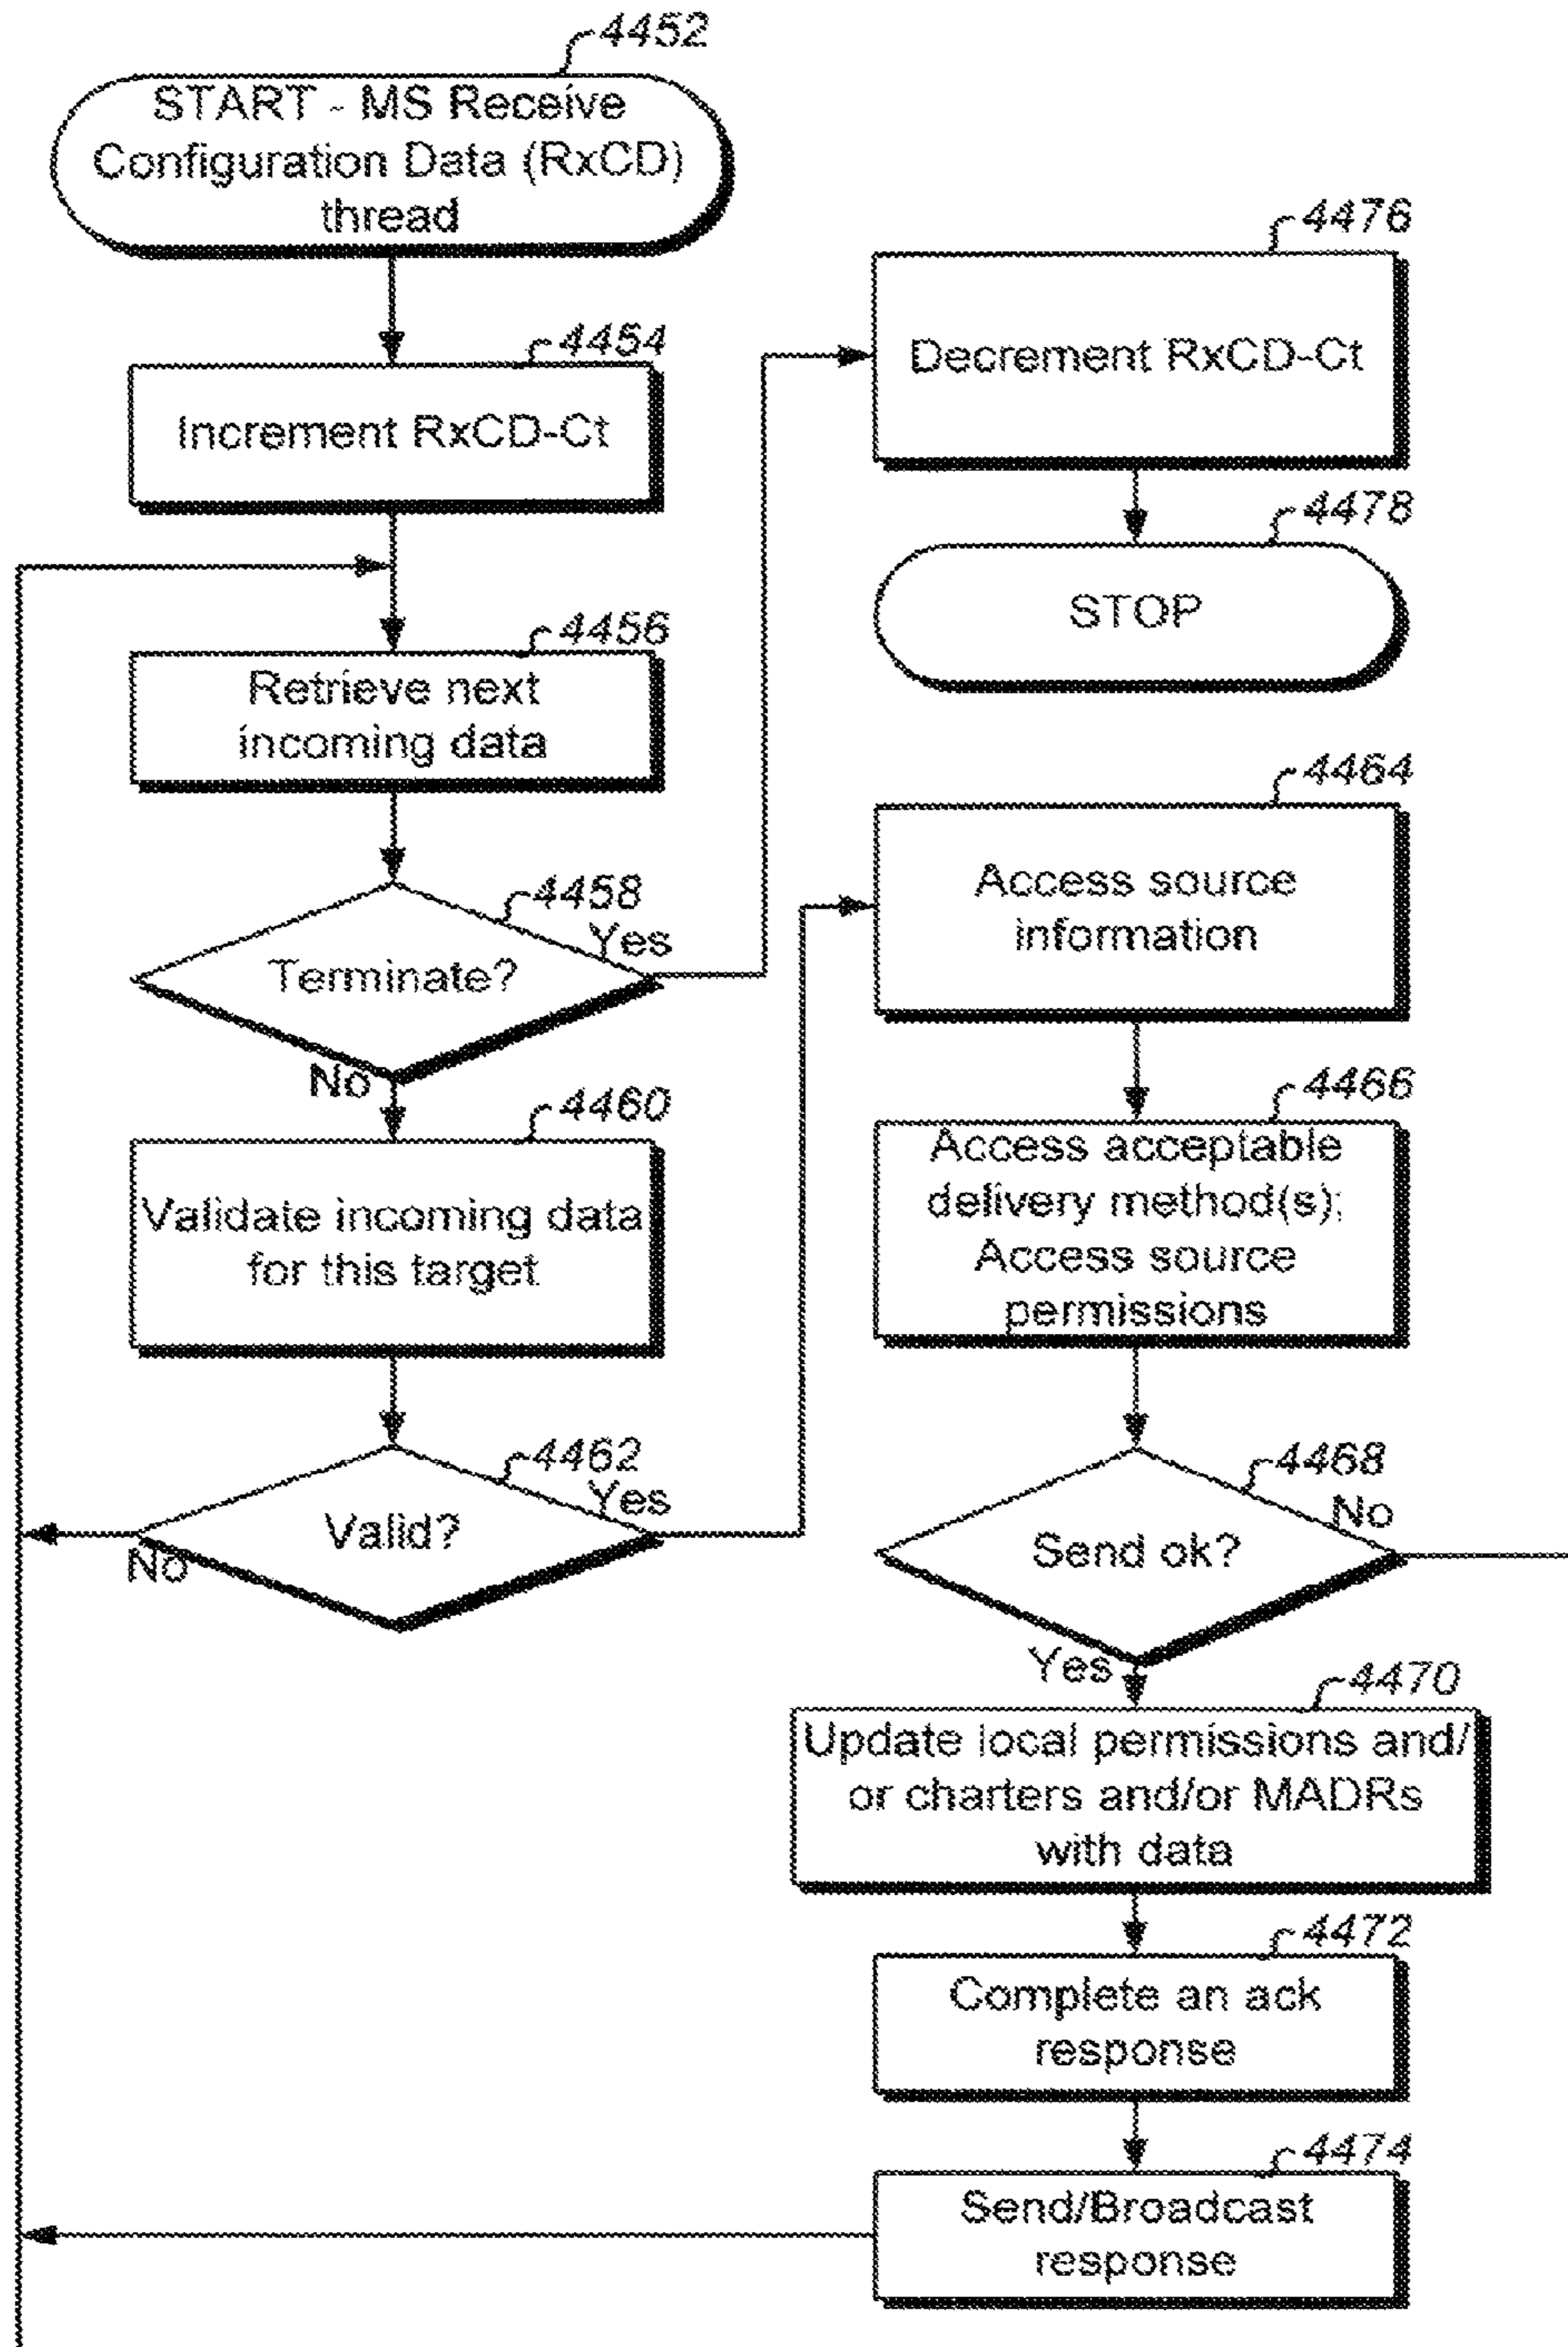 4452
START - MS Receive
Configuration Data (RxCD)
thread
4454
Increment RxCD-Ct
4456
Retrieve next
incoming data
4458
Yes
Terminate?
No
4460
Validate incoming data
for this target
4462
Yes
Valid?
No
4476
Decrement RxCD-Ct
4478
STOP
4464
Access source
information
4466
Access acceptable
delivery method(s);
Access source
permissions
4468
No
Send ok?
Yes
4470
Update local permissions and/
or charters and/or MADRs
with data
4472
Complete an ack
response
4474
Send/Broadcast
response